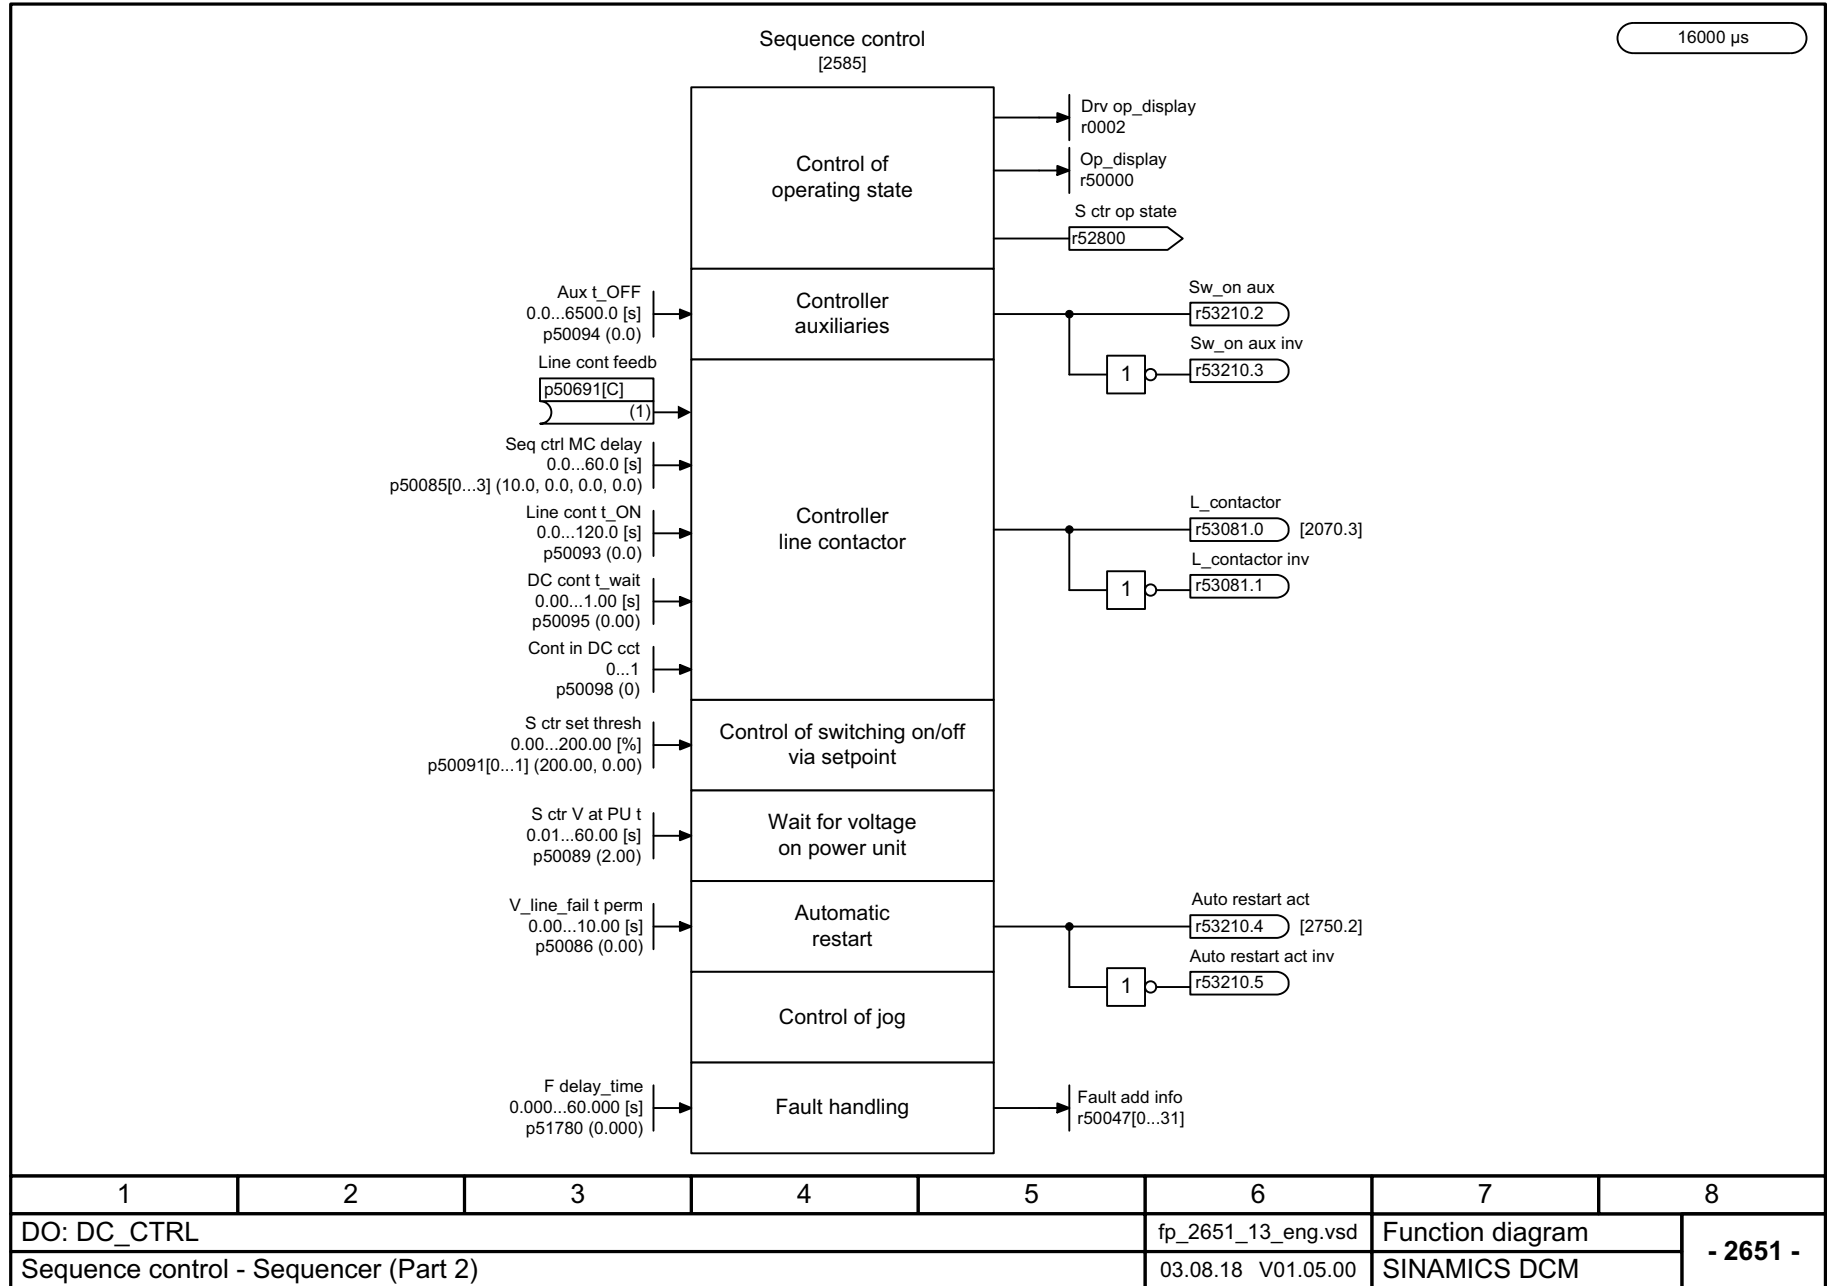 Sequence control
[2585]
16000 µs
Control of
operating state
Drv op_display
r0002
Op_display
r50000
S ctr op state
r52800
Aux t_OFF
0.0...6500.0 [s]
p50094 (0.0)
Controller
auxiliaries
Sw_on aux
r53210.2
Sw_on aux inv
1
r53210.3
Line cont feedb
p50691[C]
(1)
Seq ctrl MC delay
0.0...60.0 [s]
p50085[0...3] (10.0, 0.0, 0.0, 0.0)
Line cont t_ON
0.0...120.0 [s]
p50093 (0.0)
DC cont t_wait
0.00...1.00 [s]
p50095 (0.00)
Cont in DC cct
0...1
p50098 (0)
Controller
line contactor
L_contactor
r53081.0 [2070.3]
L_contactor inv
1
r53081.1
S ctr set thresh
0.00...200.00 [%]
p50091[0...1] (200.00, 0.00)
Control of switching on/off
via setpoint
S ctr V at PU t
0.01...60.00 [s]
p50089 (2.00)
Wait for voltage
on power unit
V_line_fail t perm
0.00...10.00 [s]
p50086 (0.00)
Automatic
restart
Auto restart act
r53210.4 [2750.2]
Auto restart act inv
1
r53210.5
Control of jog
F delay_time
0.000...60.000 [s]
p51780 (0.000)
Fault handling
Fault add info
r50047[0...31]
1 2 3 4 5 6 7 8
DO: DC_CTRL
fp_2651_13_eng.vsd
Function diagram
- 2651 -
Sequence control - Sequencer (Part 2)
03.08.18 V01.05.00
SINAMICS DCM